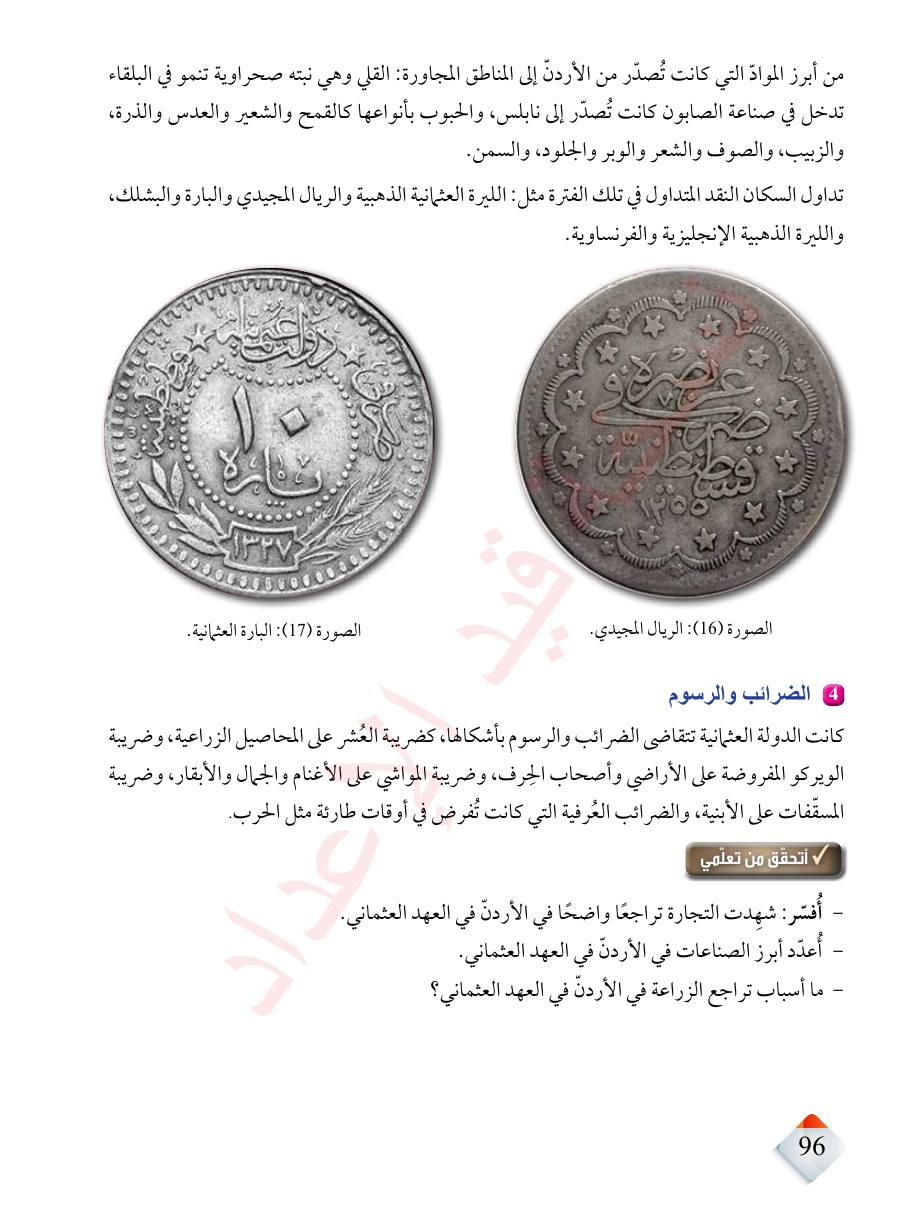 من أبرز الموادّ التي كانت تُصدّر من الأردنّ إلى المناطق المجاورة: القلي وهي نبته صحراوية تنمو في البلقاء
تدخل في صناعة الصابون كانت تُصدّر إلى نابلس، والحبوب بأنواعها كالقمح والشعير والعدس والذرة،
والزبيب، والصوف والشعر والوبر والجلود، والسمن.
تداول السكان النقد المتداول في تلك الفترة مثل: الليرة العثمانية الذهبية والريال المجيدي والبارة والبشلك،
والليرة الذهبية الإنجليزية والفرنساوية.
عز نصره
ضرب في
قسطنطينية
١٢٥٥
دولت عثمانيه
١٠
پاره
١٣٢٧
الصورة (16): الريال المجيدي.
الصورة (17): البارة العثمانية.
4 الضرائب والرسوم
كانت الدولة العثمانية تتقاضى الضرائب والرسوم بأشكالها، كضريبة العُشر على المحاصيل الزراعية، وضريبة
الويركو المفروضة على الأراضي وأصحاب الحِرف، وضريبة المواشي على الأغنام والجمال والأبقار، وضريبة
المسقّفات على الأبنية، والضرائب العُرفية التي كانت تُفرض في أوقات طارئة مثل الحرب.
أتحقّق من تعلّمي
– أُفسّر: شهِدت التجارة تراجعًا واضحًا في الأردنّ في العهد العثماني.
– أُعدّد أبرز الصناعات في الأردنّ في العهد العثماني.
– ما أسباب تراجع الزراعة في الأردنّ في العهد العثماني؟
قيد الإعداد
96